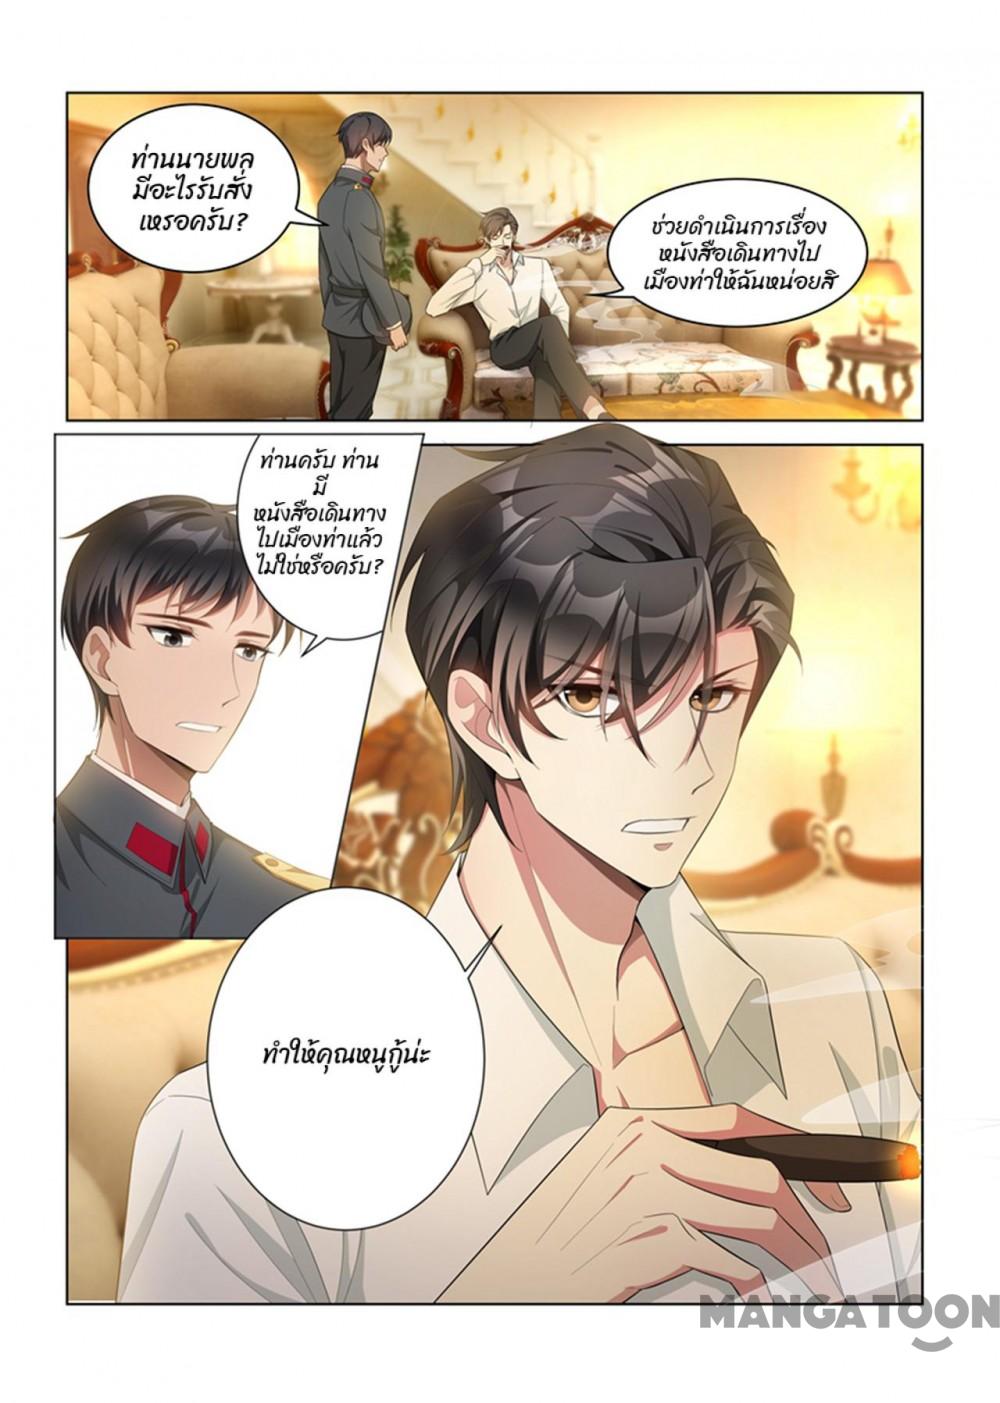 ท่านนายพล
มีอะไรรับสั่ง
เหรอครับ?
ช่วยดำเนินการเรื่อง
หนังสือเดินทางไป
เมืองท่าให้ฉันหน่อยสิ
ท่านครับ ท่าน
มี
หนังสือเดินทาง
ไปเมืองท่าแล้ว
ไม่ใช่หรือครับ?
ทำให้คุณหนูกู้น่ะ
MANGATOON